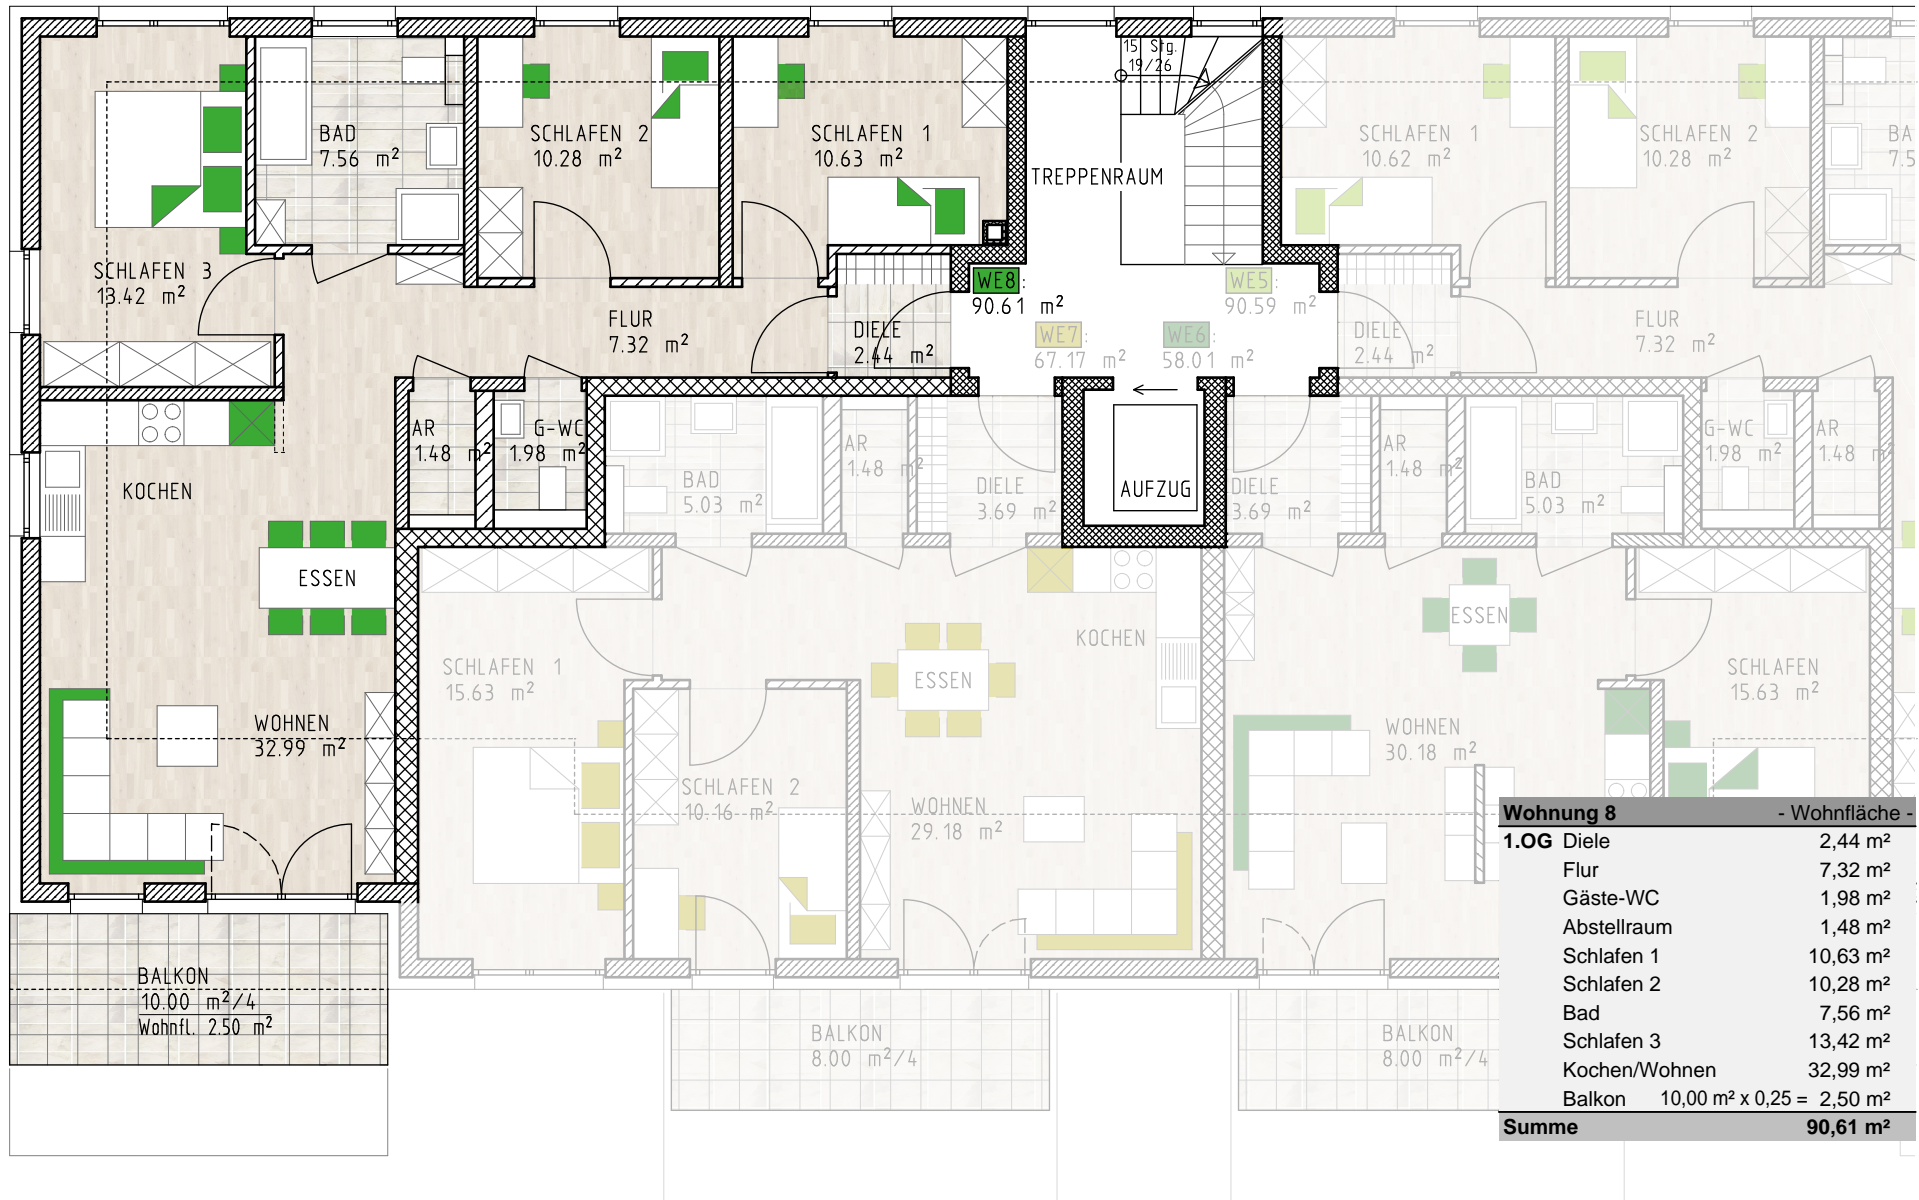 15 Stg.
19/26
BAD
7.56 m²
SCHLAFEN 2
10.28 m²
SCHLAFEN 1
10.63 m²
TREPPENRAUM
SCHLAFEN 1
10.62 m²
SCHLAFEN 2
10.28 m²
BA
7.5
SCHLAFEN 3
13.42 m²
FLUR
7.32 m²
DIELE
2.44 m²
WE8:
90.61 m²
WE5:
90.59 m²
WE7:
67.17 m²
WE6:
58.01 m²
DIELE
2.44 m²
FLUR
7.32 m²
KOCHEN
AR
1.48 m²
G-WC
1.98 m²
BAD
5.03 m²
AR
1.48 m²
DIELE
3.69 m²
AUFZUG
DIELE
3.69 m²
AR
1.48 m²
BAD
5.03 m²
G-WC
1.98 m²
AR
1.48 m²
ESSEN
SCHLAFEN 1
15.63 m²
ESSEN
KOCHEN
ESSEN
SCHLAFEN
15.63 m²
WOHNEN
32.99 m²
SCHLAFEN 2
10.16 m²
WOHNEN
29.18 m²
WOHNEN
30.18 m²
BALKON
10.00 m²/4
Wohnfl. 2.50 m²
BALKON
8.00 m²/4
BALKON
8.00 m²/4
Wohnung 8 - Wohnfläche -
1.OG Diele 2,44 m²
Flur 7,32 m²
Gäste-WC 1,98 m²
Abstellraum 1,48 m²
Schlafen 1 10,63 m²
Schlafen 2 10,28 m²
Bad 7,56 m²
Schlafen 3 13,42 m²
Kochen/Wohnen 32,99 m²
Balkon 10,00 m² x 0,25 = 2,50 m²
Summe 90,61 m²